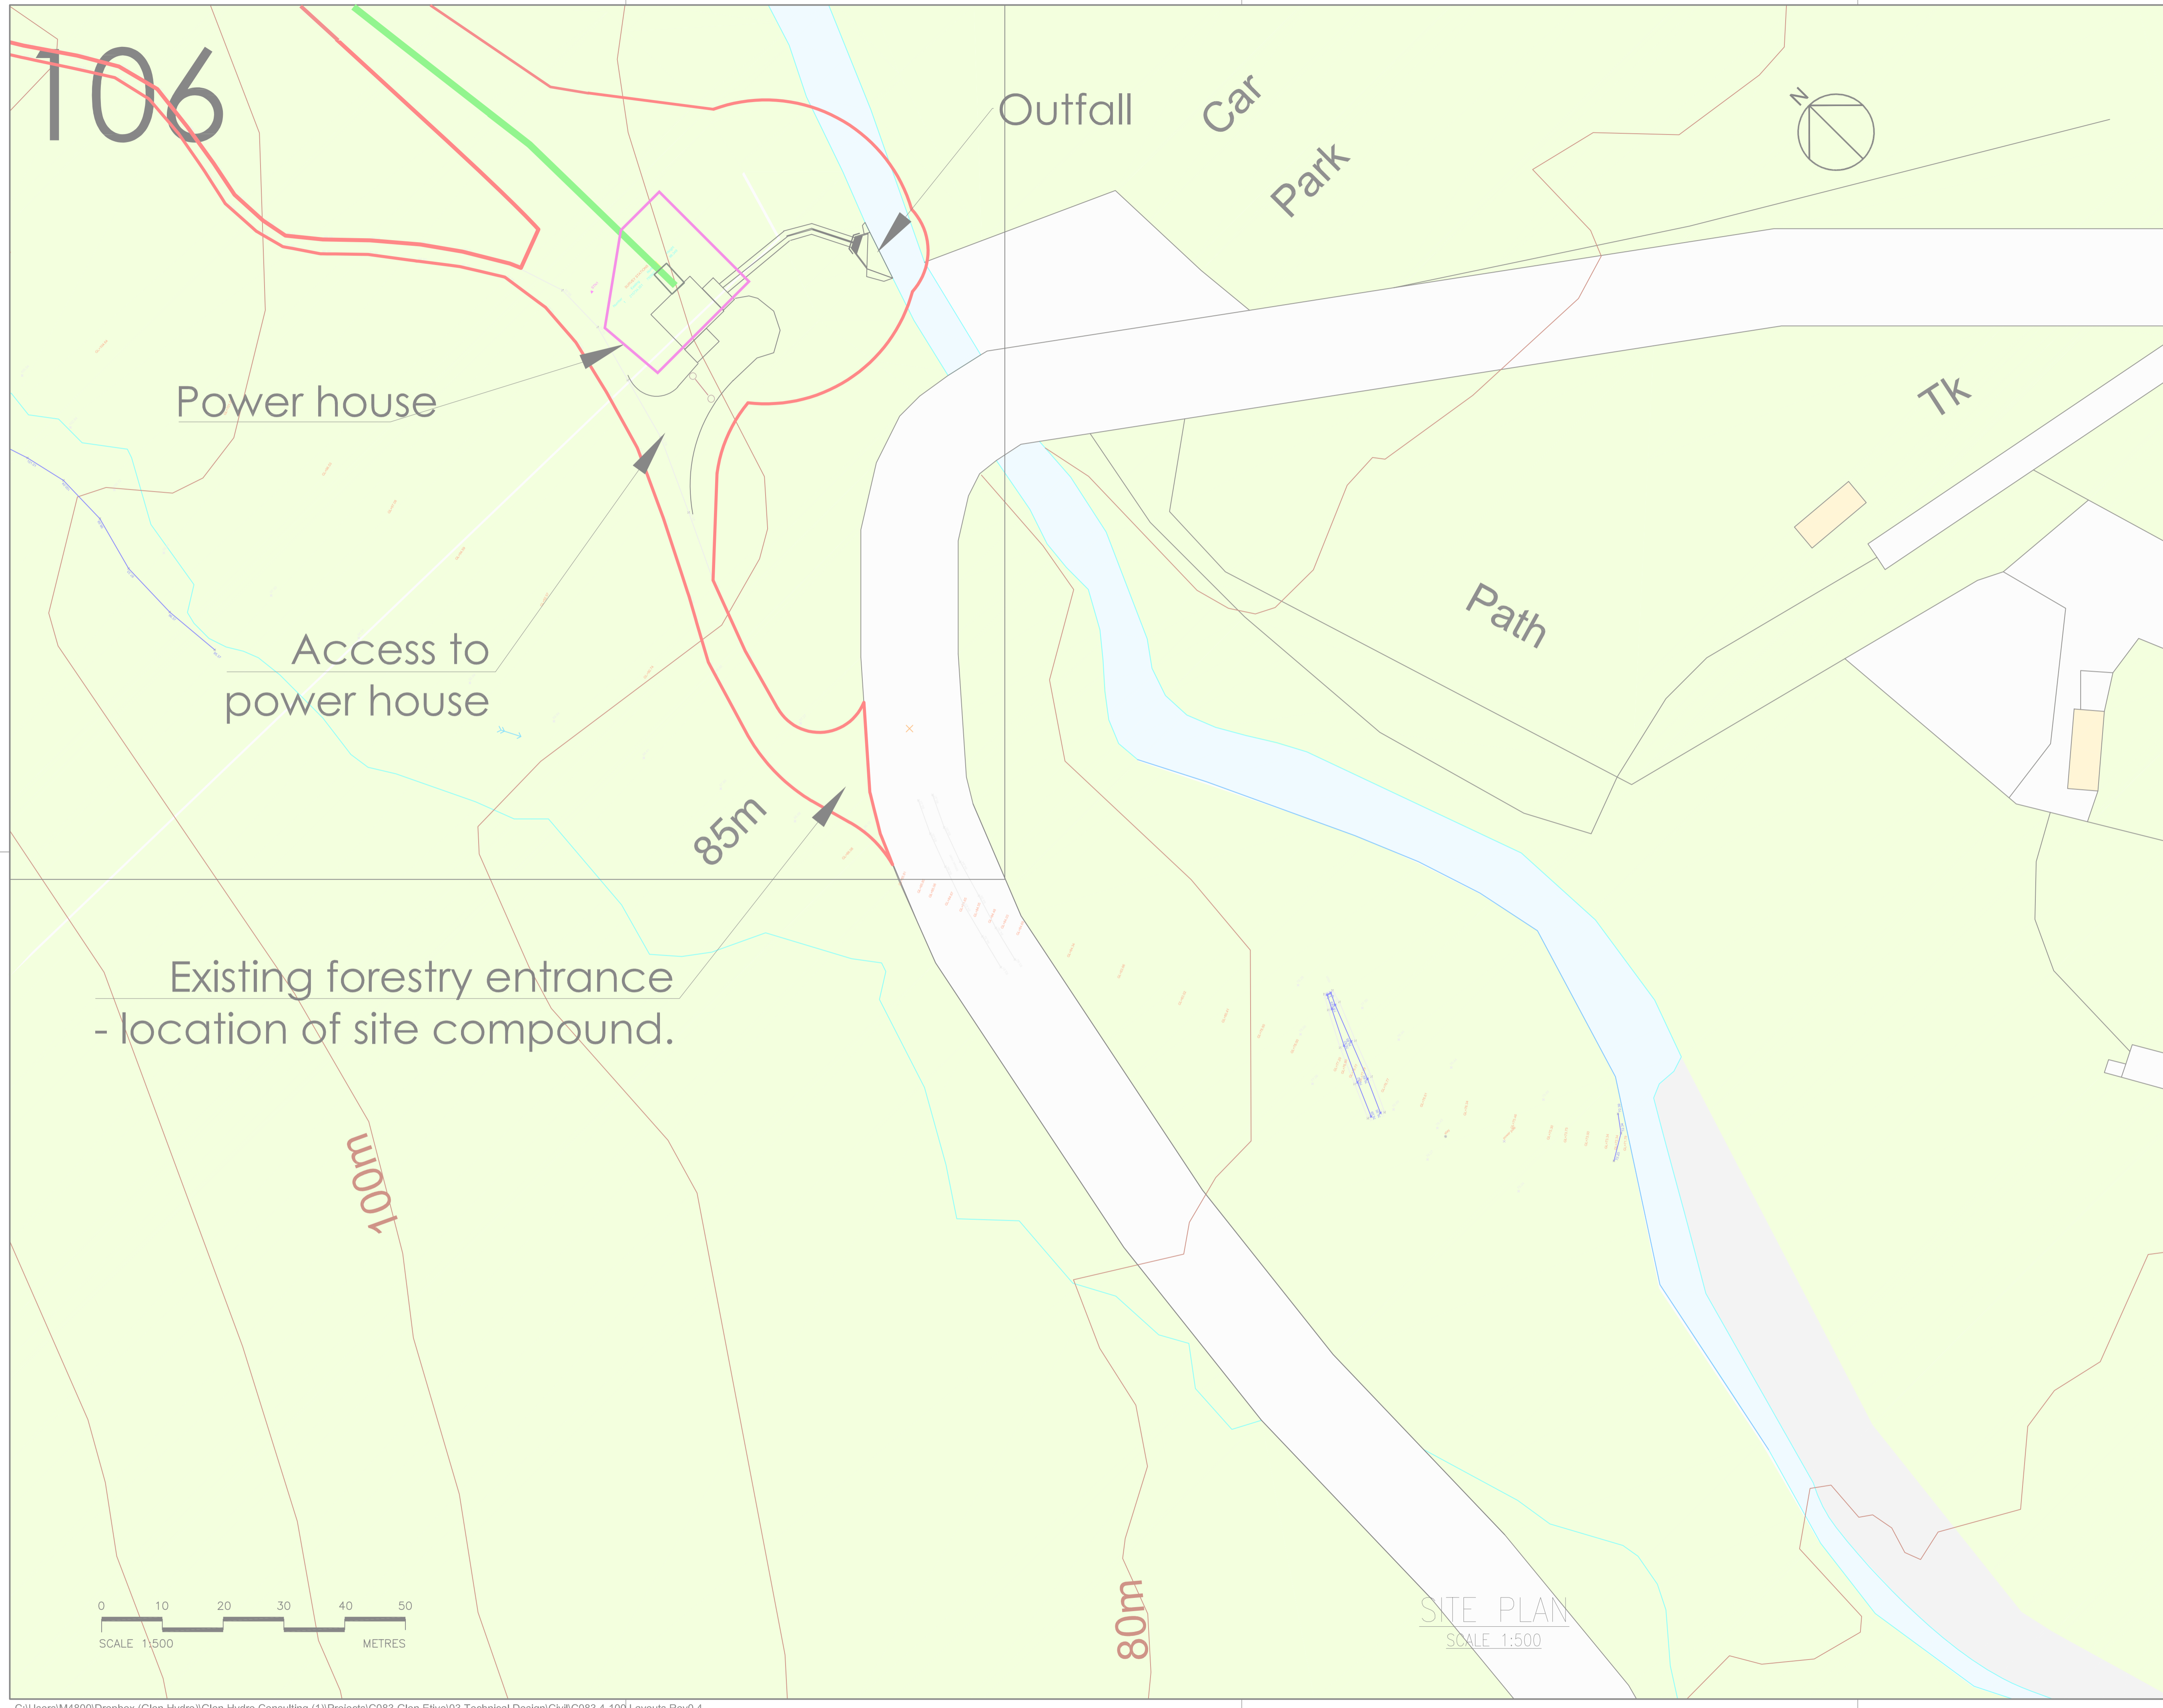 106
Outfall
Car
Park
N
Power house
Tk
Access to
power house
Path
85m
Existing forestry entrance
- location of site compound.
100m
80m
0 10 20 30 40 50
SCALE 1:500 METRES
SITE PLAN
SCALE 1:500